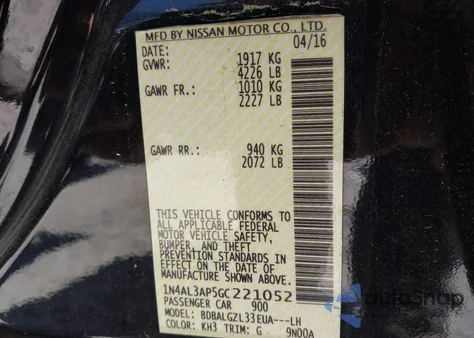 MFD BY NISSAN MOTOR CO., LTD.
DATE: 04/16
GVWR: 1917 KG
4226 LB
GAWR FR.: 1010 KG
2227 LB
GAWR RR.: 940 KG
2072 LB
THIS VEHICLE CONFORMS TO
ALL APPLICABLE FEDERAL
MOTOR VEHICLE SAFETY,
BUMPER, AND THEFT
PREVENTION STANDARDS IN
EFFECT ON THE DATE OF
MANUFACTURE SHOWN ABOVE.
1N4AL3AP5GC221052
PASSENGER CAR 900
MODEL: BDBALGZL33EUA---LH
COLOR: KH3 TRIM: G 9N00A
autoSnap